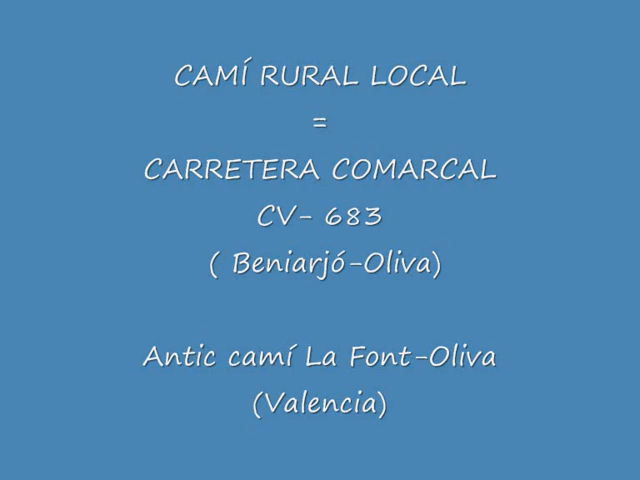 CAMÍ RURAL LOCAL
=
CARRETERA COMARCAL
CV- 683
( Beniarjó-Oliva)
Antic camí La Font-Oliva
(Valencia)